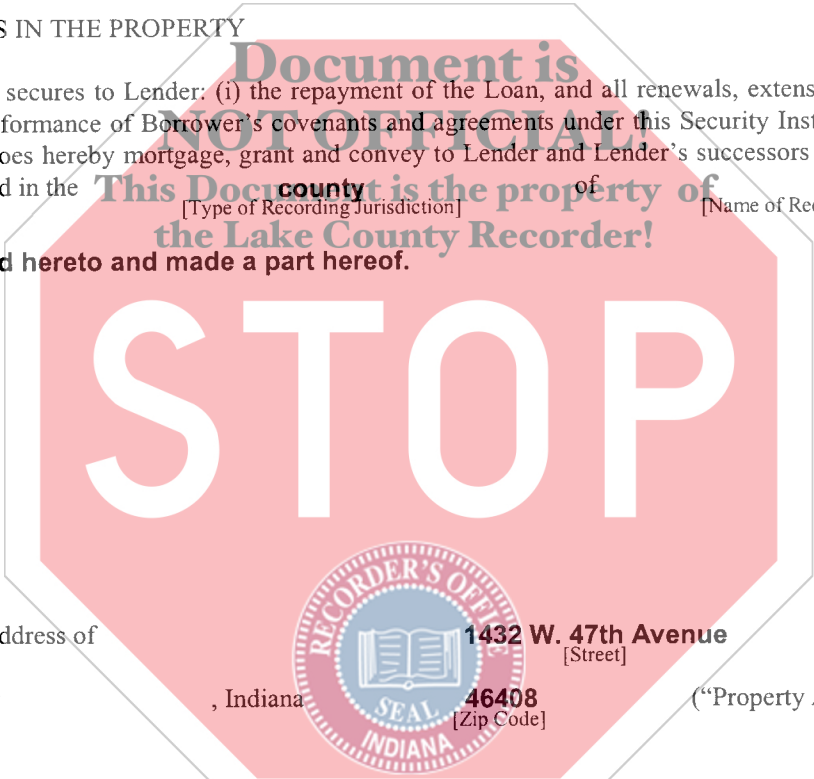 S IN THE PROPERTY
Document is
secures to Lender: (i) the repayment of the Loan, and all renewals, extens
NOT OFFICIAL!
formance of Borrower's covenants and agreements under this Security Inst
oes hereby mortgage, grant and convey to Lender and Lender's successors
d in the county of
This Document is the property of
[Type of Recording Jurisdiction] [Name of Rec
the Lake County Recorder!
d hereto and made a part hereof.
STOP
RECORDER'S OFFICE
ddress of 1432 W. 47th Avenue
[Street]
, Indiana 46408 ("Property A
SEAL
[Zip Code]
INDIANA